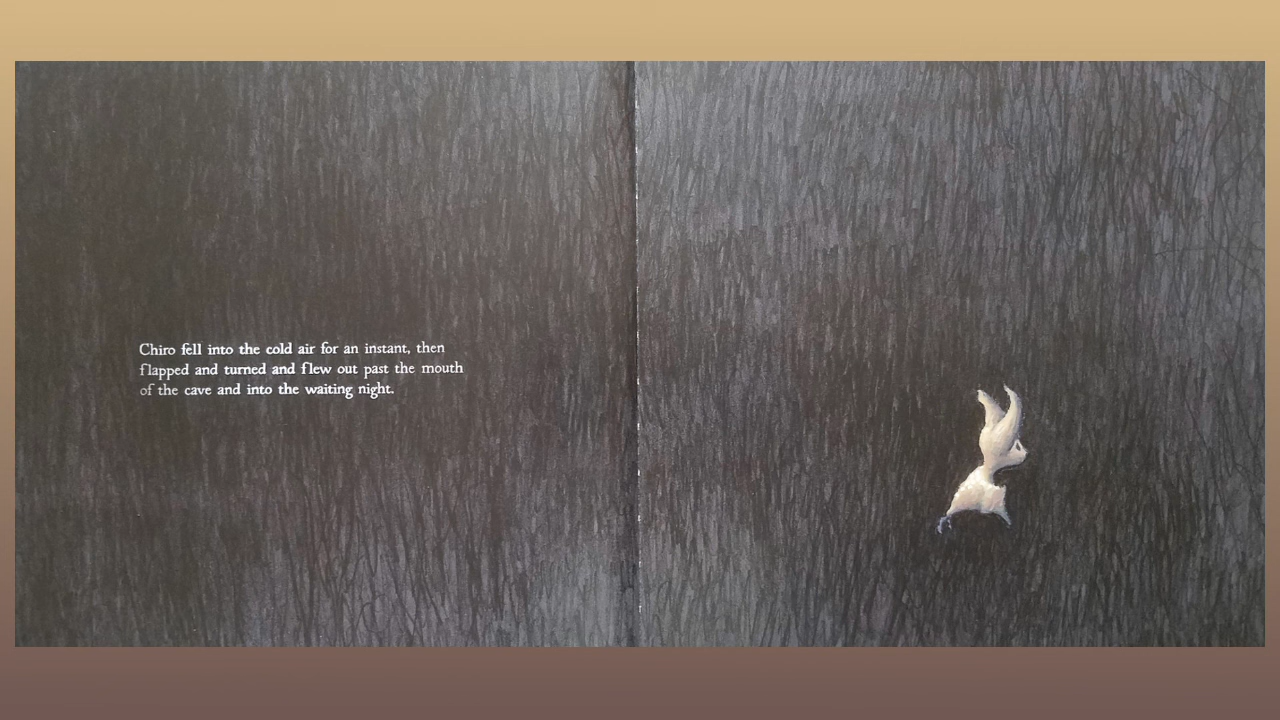 Chiro fell into the cold air for an instant, then
flapped and turned and flew out past the mouth
of the cave and into the waiting night.